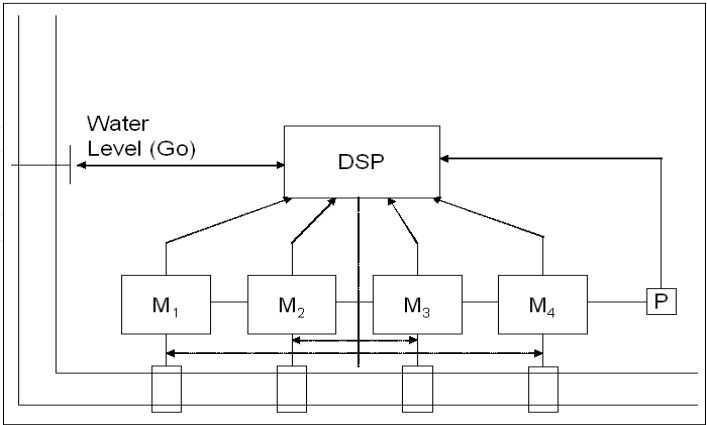 Water
Level (Go)
DSP
M₁
M₂
M₃
M₄
P